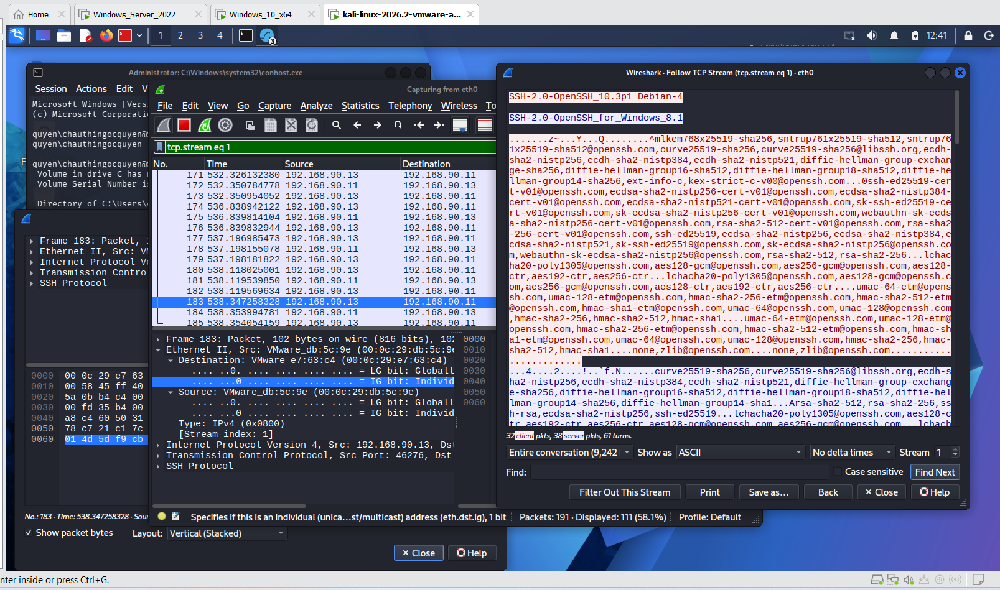 Home
Windows_Server_2022
Windows_10_x64
kali-linux-2026.2-vmware-a...
1 2 3 4
3
12:41
Administrator: C:\Windows\system32\conhost.exe
Session Actions Edit V
Microsoft Windows [Vers
(c) Microsoft Corporati
quyen\chauthingocquyen@
quyen\chauthingocquyen
quyen\chauthingocquyen@
Volume in drive C has
Volume Serial Number i
Directory of C:\Users\
Frame 183: Packet,
Ethernet II, Src: VM
Internet Protocol V
Transmission Contro
SSH Protocol
0000 00 0c 29 e7 63
0010 00 58 45 ff 40
0020 5a 0b b4 c4 00
0030 00 fd 35 b4 00
0040 a8 c4 60 50 31
0050 78 c7 21 c1 7c
0060 01 4d 5d f9 cb
No.: 183 · Time: 538.347258328 · Sour
Show packet bytes Layout: Vertical (Stacked)
Close Help
Capturing from eth0
File Edit View Go Capture Analyze Statistics Telephony Wireless To
tcp.stream eq 1
No. Time Source Destination
171 532.326132380 192.168.90.13 192.168.90.11
172 532.350784778 192.168.90.11 192.168.90.13
173 532.350954052 192.168.90.13 192.168.90.11
174 536.838942122 192.168.90.13 192.168.90.11
175 536.839814104 192.168.90.11 192.168.90.13
176 536.839832944 192.168.90.13 192.168.90.11
177 537.196985473 192.168.90.13 192.168.90.11
178 537.198155078 192.168.90.11 192.168.90.13
179 537.198181822 192.168.90.13 192.168.90.11
180 538.118025001 192.168.90.13 192.168.90.11
181 538.119539850 192.168.90.11 192.168.90.13
182 538.119569634 192.168.90.13 192.168.90.11
183 538.347258328 192.168.90.13 192.168.90.11
184 538.353994781 192.168.90.11 192.168.90.13
185 538.354054159 192.168.90.13 192.168.90.11
Frame 183: Packet, 102 bytes on wire (816 bits), 102
Ethernet II, Src: VMware_db:5c:9e (00:0c:29:db:5c:9e
Destination: VMware_e7:63:c4 (00:0c:29:e7:63:c4)
.... ..0. .... .... .... .... = LG bit: Globall
.... ...0 .... .... .... .... = IG bit: Individ
Source: VMware_db:5c:9e (00:0c:29:db:5c:9e)
.... ..0. .... .... .... .... = LG bit: Globall
.... ...0 .... .... .... .... = IG bit: Individ
Type: IPv4 (0x0800)
[Stream index: 1]
Internet Protocol Version 4, Src: 192.168.90.13, Dst
Transmission Control Protocol, Src Port: 46276, Dst
SSH Protocol
0000
0010
0020
0030
0040
0050
0060
Specifies if this is an individual (unica…st/multicast) address (eth.dst.ig), 1 bit Packets: 191 · Displayed: 111 (58.1%) Profile: Default
Wireshark · Follow TCP Stream (tcp.stream eq 1) · eth0
SSH-2.0-OpenSSH_10.3p1 Debian-4
SSH-2.0-OpenSSH_for_Windows_8.1
.......z~...Y...Q........^mlkem768x25519-sha256,sntrup761x25519-sha512,sntrup76
1x25519-sha512@openssh.com,curve25519-sha256,curve25519-sha256@libssh.org,ecdh-
sha2-nistp256,ecdh-sha2-nistp384,ecdh-sha2-nistp521,diffie-hellman-group-exchan
ge-sha256,diffie-hellman-group16-sha512,diffie-hellman-group18-sha512,diffie-he
llman-group14-sha256,ext-info-c,kex-strict-c-v00@openssh.com...0ssh-ed25519-cer
t-v01@openssh.com,ecdsa-sha2-nistp256-cert-v01@openssh.com,ecdsa-sha2-nistp384-
cert-v01@openssh.com,ecdsa-sha2-nistp521-cert-v01@openssh.com,sk-ssh-ed25519-ce
rt-v01@openssh.com,sk-ecdsa-sha2-nistp256-cert-v01@openssh.com,webauthn-sk-ecds
a-sha2-nistp256-cert-v01@openssh.com,rsa-sha2-512-cert-v01@openssh.com,rsa-sha2
-256-cert-v01@openssh.com,ssh-ed25519,ecdsa-sha2-nistp256,ecdsa-sha2-nistp384,e
cdsa-sha2-nistp521,sk-ssh-ed25519@openssh.com,sk-ecdsa-sha2-nistp256@openssh.co
m,webauthn-sk-ecdsa-sha2-nistp256@openssh.com,rsa-sha2-512,rsa-sha2-256...lchac
ha20-poly1305@openssh.com,aes128-gcm@openssh.com,aes256-gcm@openssh.com,aes128-
ctr,aes192-ctr,aes256-ctr...lchacha20-poly1305@openssh.com,aes128-gcm@openssh.c
om,aes256-gcm@openssh.com,aes128-ctr,aes192-ctr,aes256-ctr....umac-64-etm@opens
sh.com,umac-128-etm@openssh.com,hmac-sha2-256-etm@openssh.com,hmac-sha2-512-etm
@openssh.com,hmac-sha1-etm@openssh.com,umac-64@openssh.com,umac-128@openssh.com
,hmac-sha2-256,hmac-sha2-512,hmac-sha1....umac-64-etm@openssh.com,umac-128-etm@
openssh.com,hmac-sha2-256-etm@openssh.com,hmac-sha2-512-etm@openssh.com,hmac-sh
a1-etm@openssh.com,umac-64@openssh.com,umac-128@openssh.com,hmac-sha2-256,hmac-
sha2-512,hmac-sha1....none,zlib@openssh.com....none,zlib@openssh.com...........
..............
...4....2....!..`f.N......curve25519-sha256,curve25519-sha256@libssh.org,ecdh-s
ha2-nistp256,ecdh-sha2-nistp384,ecdh-sha2-nistp521,diffie-hellman-group-exchang
e-sha256,diffie-hellman-group16-sha512,diffie-hellman-group18-sha512,diffie-hel
lman-group14-sha256,diffie-hellman-group14-sha1...Arsa-sha2-512,rsa-sha2-256,ss
h-rsa,ecdsa-sha2-nistp256,ssh-ed25519...lchacha20-poly1305@openssh.com,aes128-c
tr,aes192-ctr,aes256-ctr,aes128-gcm@openssh.com,aes256-gcm@openssh.com...lchach
32 client pkts, 38 server pkts, 61 turns.
Entire conversation (9,242 Show as ASCII No delta times Stream 1
Find: Case sensitive Find Next
Filter Out This Stream Print Save as… Back Close Help
nter inside or press Ctrl+G.